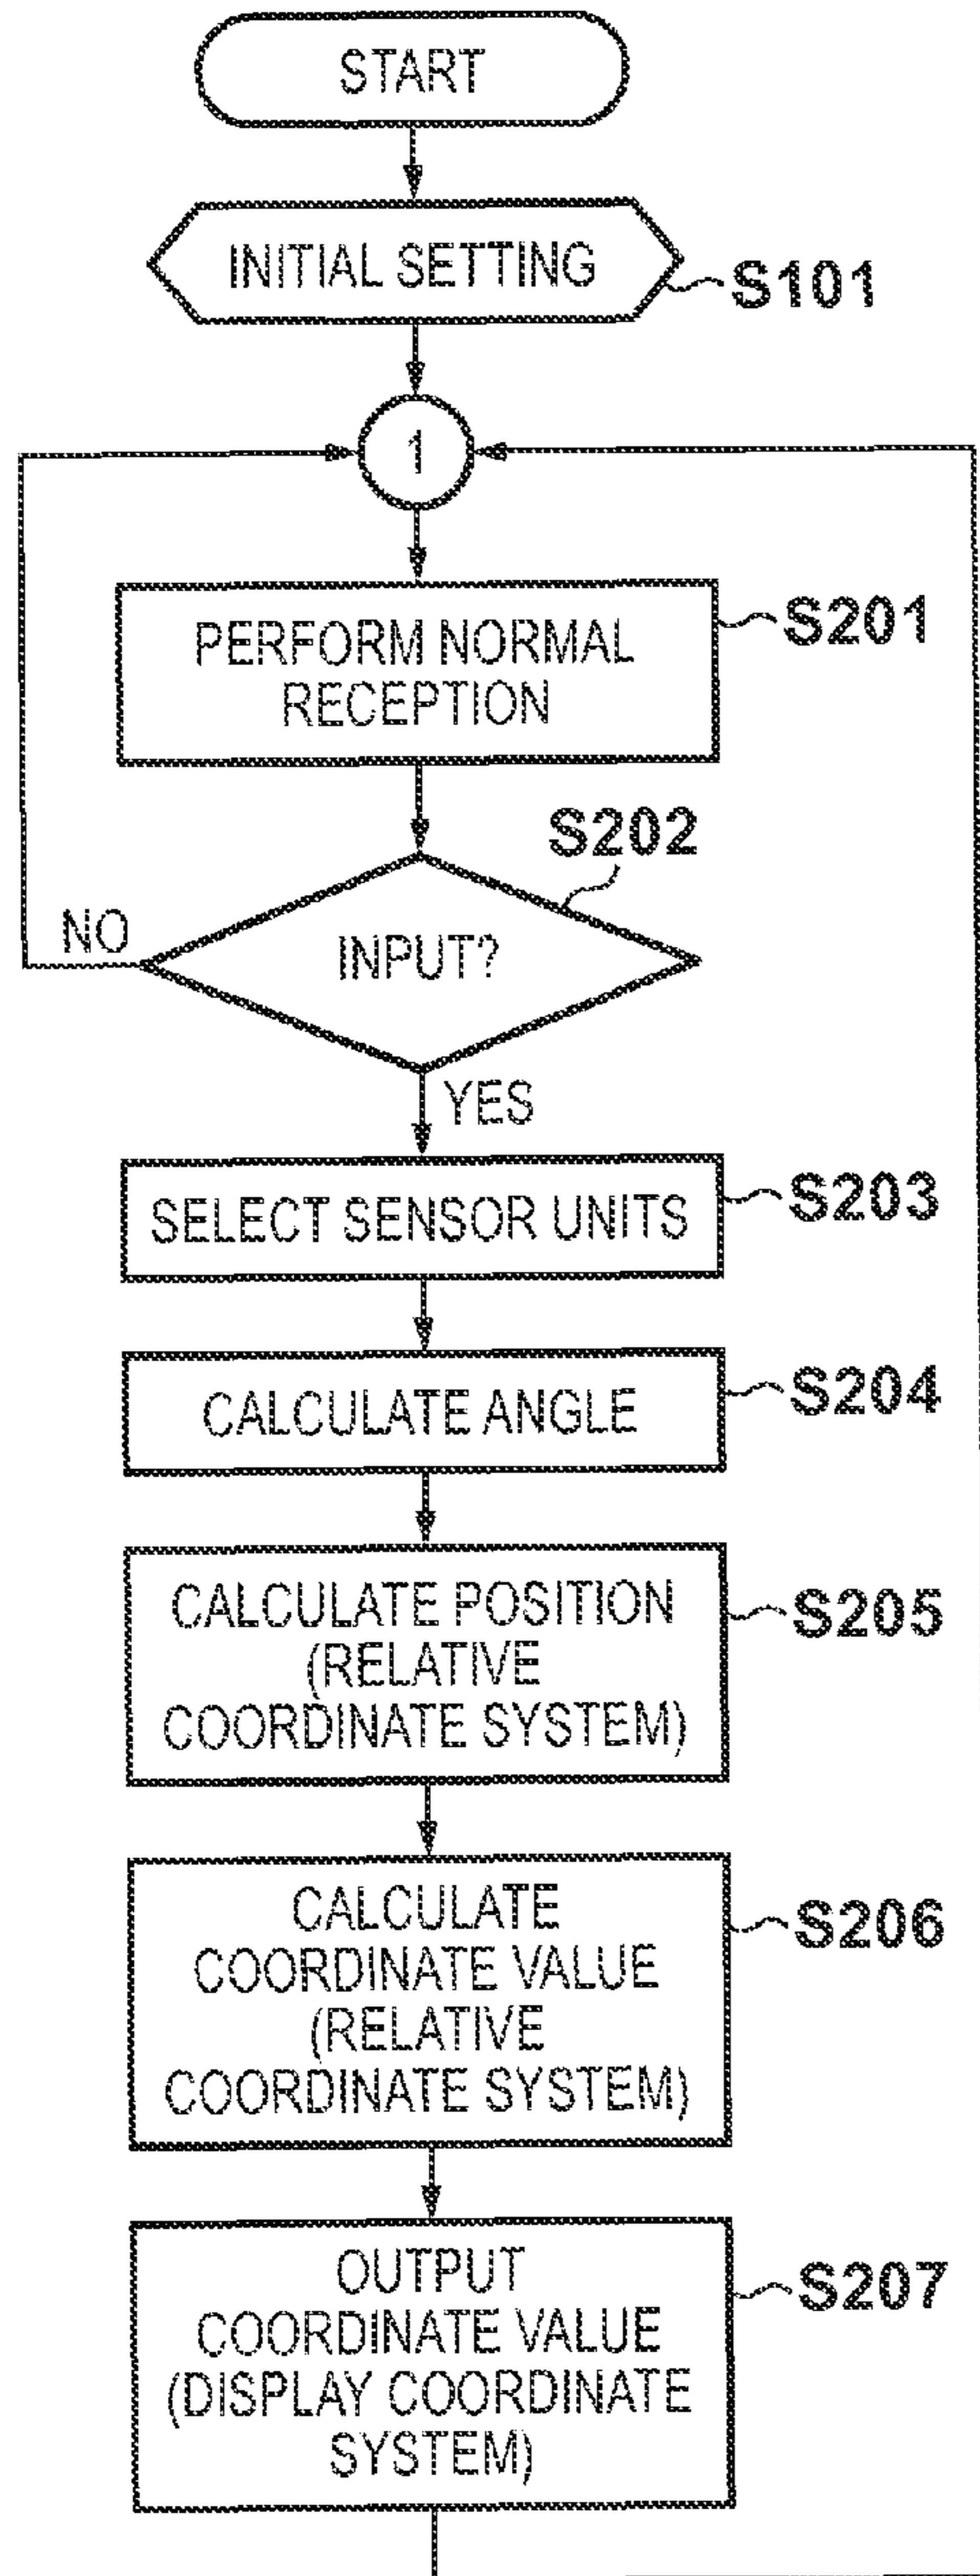 START
INITIAL SETTING
S101
1
PERFORM NORMAL
RECEPTION
S201
S202
INPUT?
NO
YES
SELECT SENSOR UNITS
S203
CALCULATE ANGLE
S204
CALCULATE POSITION
(RELATIVE
COORDINATE SYSTEM)
S205
CALCULATE
COORDINATE VALUE
(RELATIVE
COORDINATE SYSTEM)
S206
OUTPUT
COORDINATE VALUE
(DISPLAY COORDINATE
SYSTEM)
S207